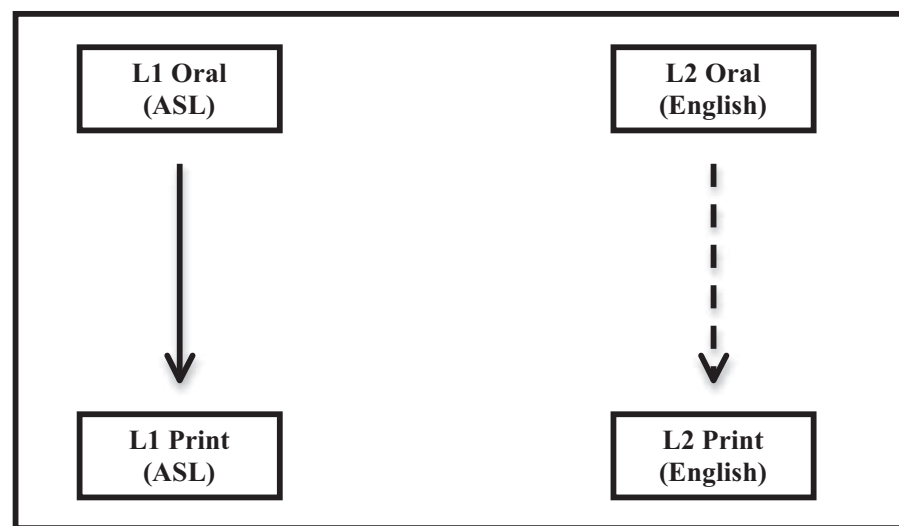 L1 Oral
(ASL)
L2 Oral
(English)
L1 Print
(ASL)
L2 Print
(English)